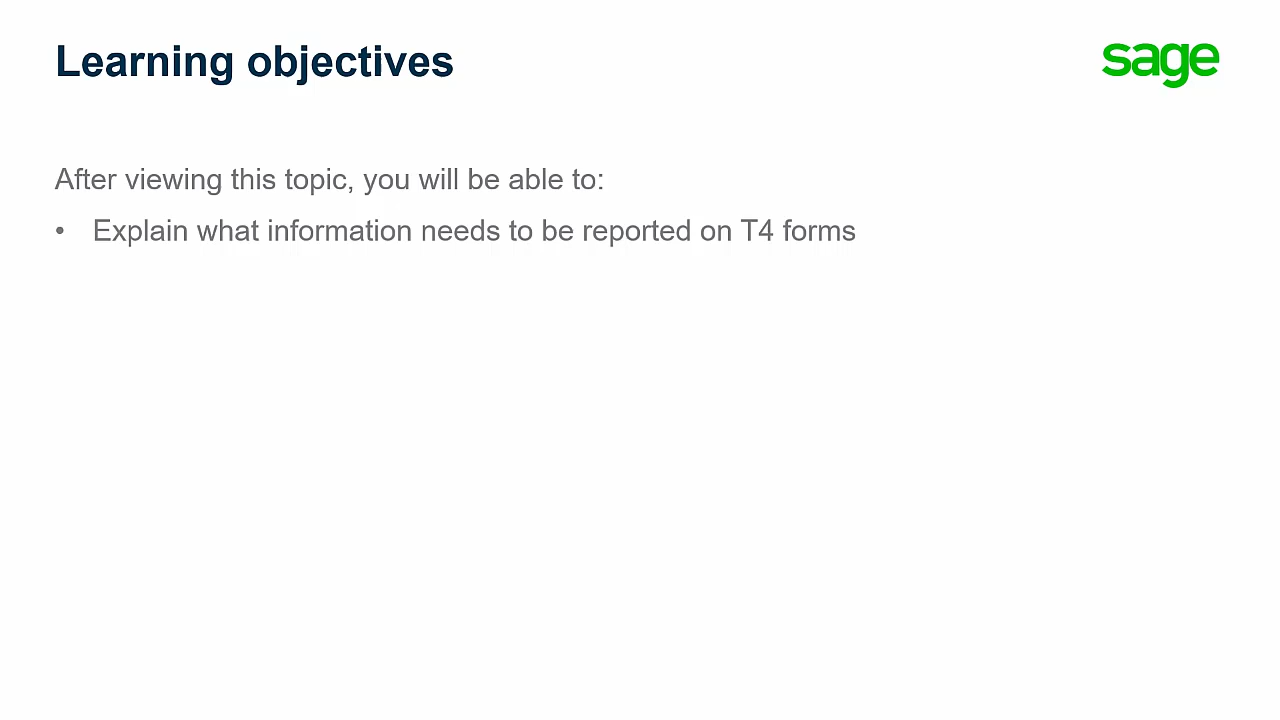 Learning objectives
sage
After viewing this topic, you will be able to:
• Explain what information needs to be reported on T4 forms